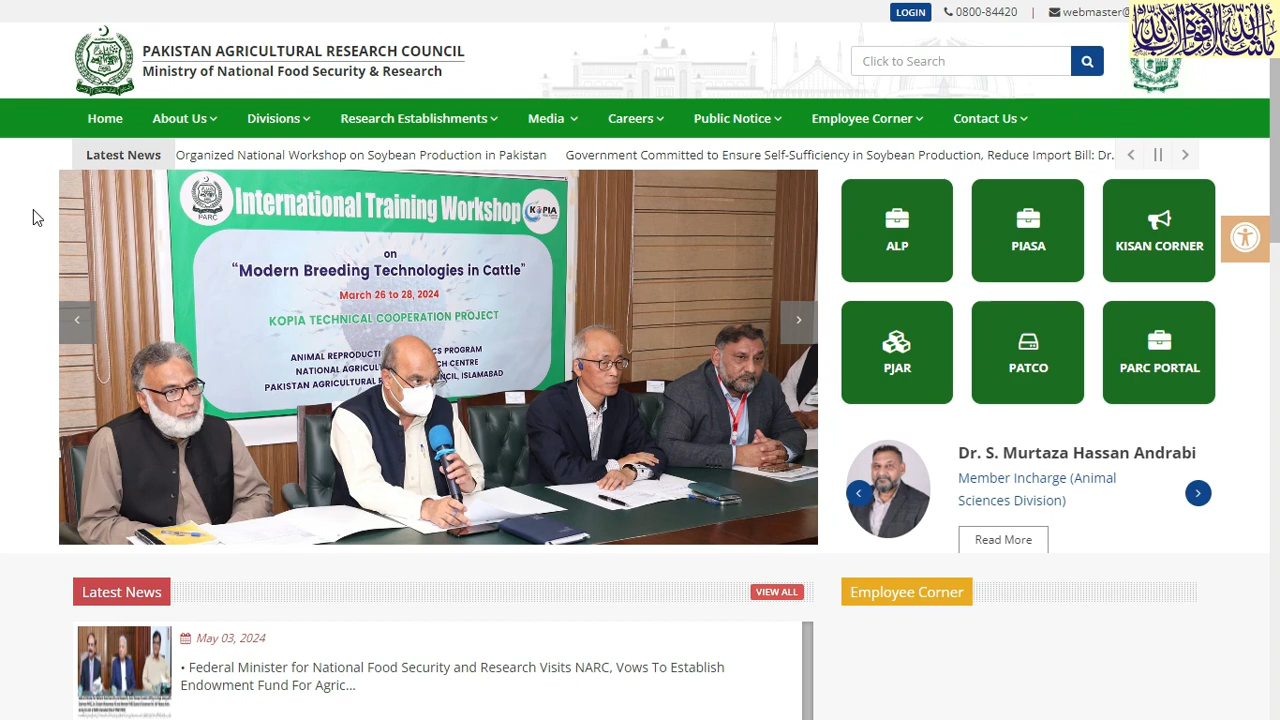 LOGIN
0800-84420
|
webmaster@
PAKISTAN AGRICULTURAL RESEARCH COUNCIL
Ministry of National Food Security & Research
Click to Search
Home
About Us
Divisions
Research Establishments
Media
Careers
Public Notice
Employee Corner
Contact Us
Latest News
Organized National Workshop on Soybean Production in Pakistan
Government Committed to Ensure Self-Sufficiency in Soybean Production, Reduce Import Bill: Dr.
PARC
International Training Workshop
KOPIA
on
“Modern Breeding Technologies in Cattle”
March 26 to 28, 2024
KOPIA TECHNICAL COOPERATION PROJECT
ANIMAL REPRODUCTI CS PROGRAM
NATIONAL AGRICUL CH CENTRE
PAKISTAN AGRICULTURAL R NCIL, ISLAMABAD
ALP
PIASA
KISAN CORNER
PJAR
PATCO
PARC PORTAL
Dr. S. Murtaza Hassan Andrabi
Member Incharge (Animal
Sciences Division)
Read More
Latest News
VIEW ALL
Employee Corner
May 03, 2024
• Federal Minister for National Food Security and Research Visits NARC, Vows To Establish
Endowment Fund For Agric...